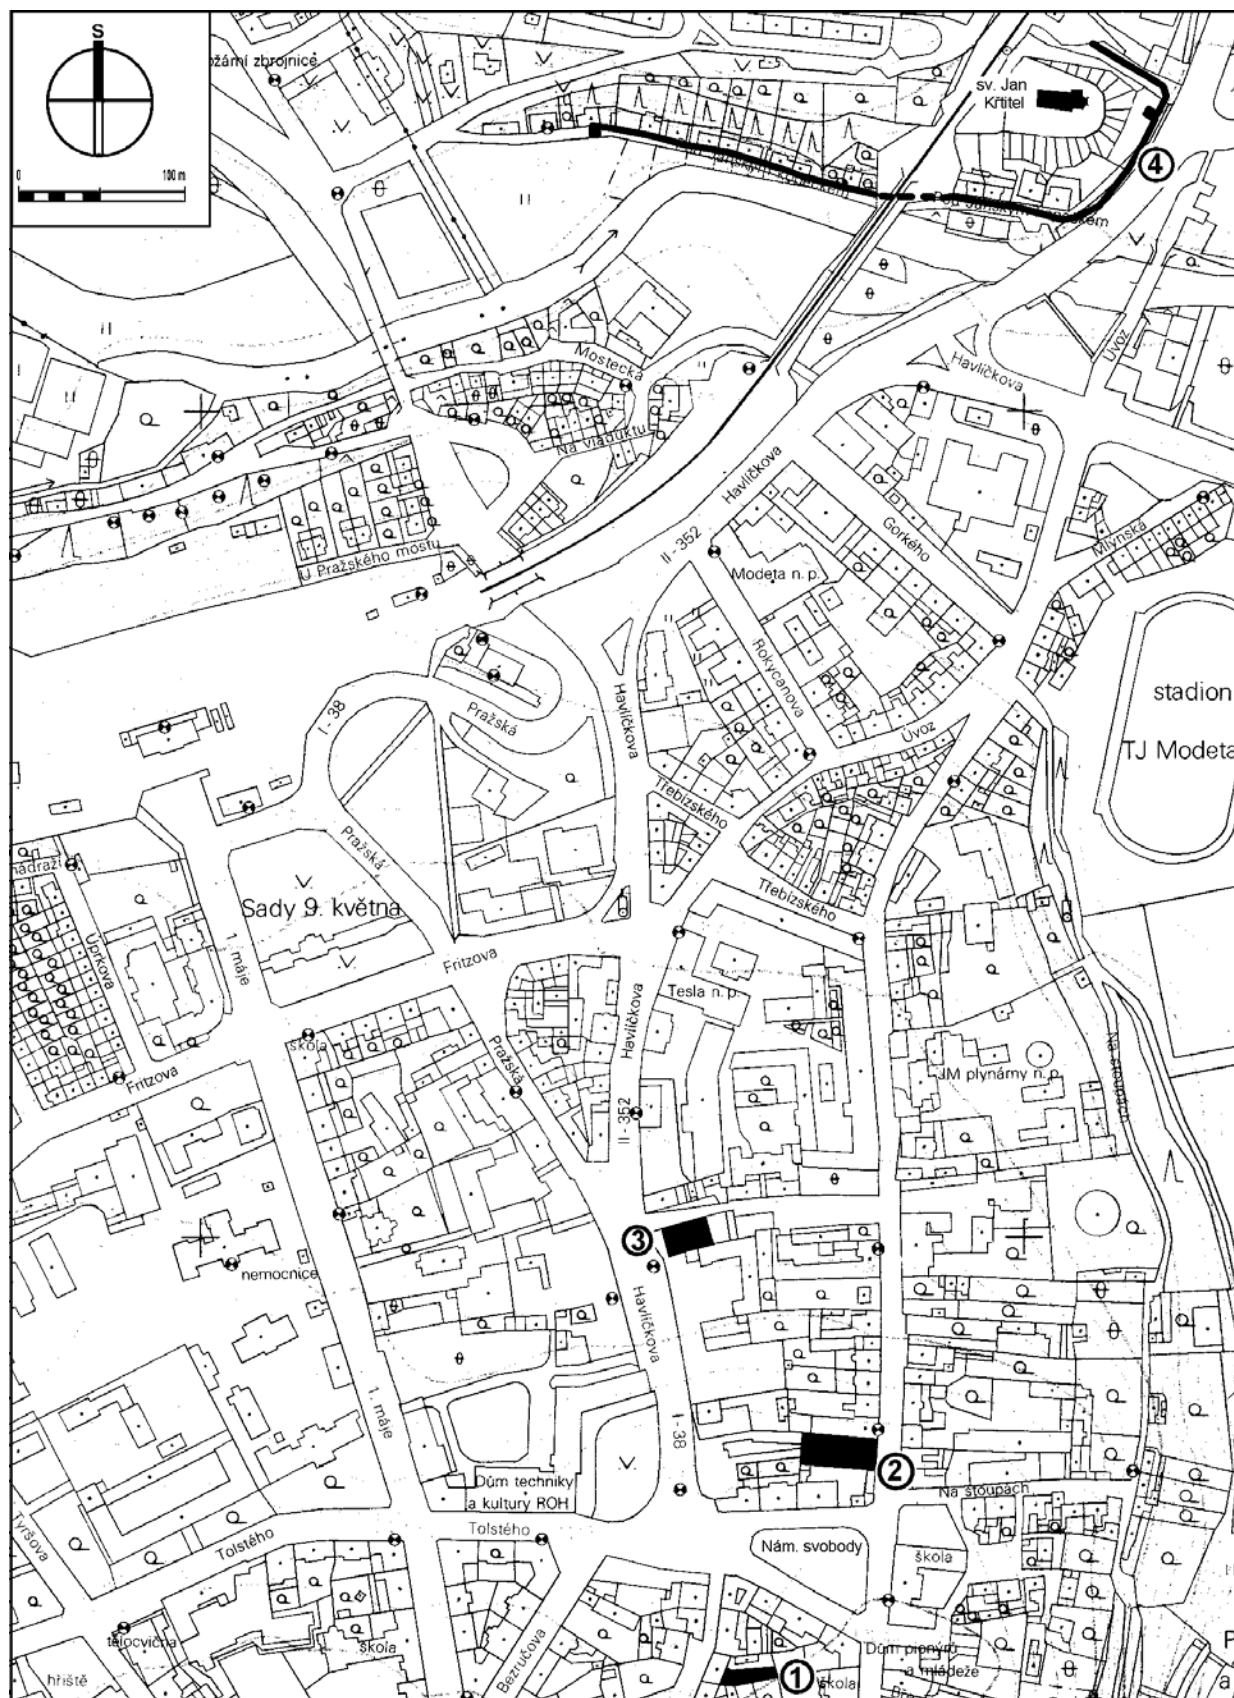 S
0
100 m
ožární zbrojnice
sv. Jan
Křtitel
4
Mostecká
Na viaduktu
Havlíčkova
Úvoz
Havlíčkova
II - 352
Gorkého
Mlýnská
Modeta n. p.
U Pražského mostu
Rokycanova
stadion
TJ Modeta
I - 38
Pražská
Havlíčkova
Úvoz
Třebízského
Pražská
nádraží
Sady 9. května
Třebízského
Úprkova
1. máje
Fritzova
Tesla n. p.
Havlíčkova
škola
Pražská
Fritzova
JM plynárny n. p.
Na stoupách
II - 352
3
nemocnice
Havlíčkova
1. máje
I - 38
2
Dům techniky
a kultury ROH
Na stoupách
Tyršova
Tolstého
Tolstého
Nám. svobody
škola
tělocvična
škola
Bezručova
Dům pionýrů
a mládeže
hřiště
1
škola
P
a